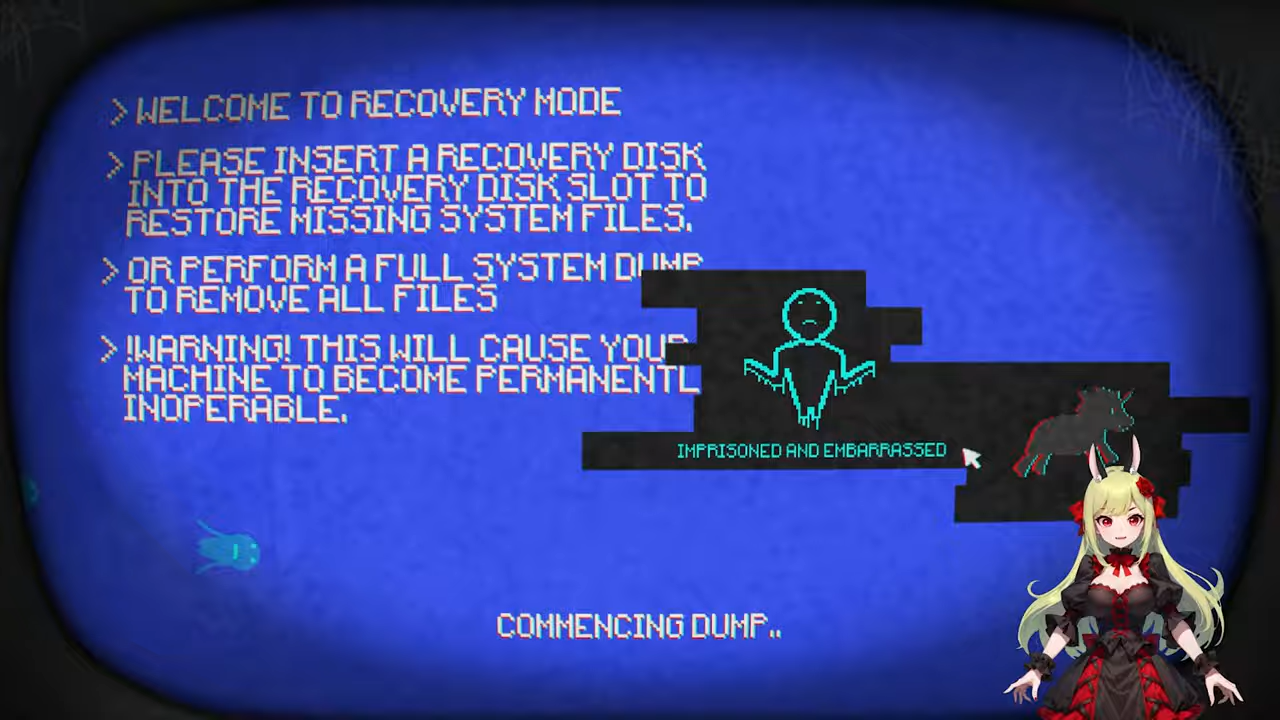 > WELCOME TO RECOVERY MODE
> PLEASE INSERT A RECOVERY DISK
INTO THE RECOVERY DISK SLOT TO
RESTORE MISSING SYSTEM FILES.
> OR PERFORM A FULL SYSTEM DUMP
TO REMOVE ALL FILES
> !WARNING! THIS WILL CAUSE YOUR
MACHINE TO BECOME PERMANENTL
INOPERABLE.
IMPRISONED AND EMBARRASSED
COMMENCING DUMP..